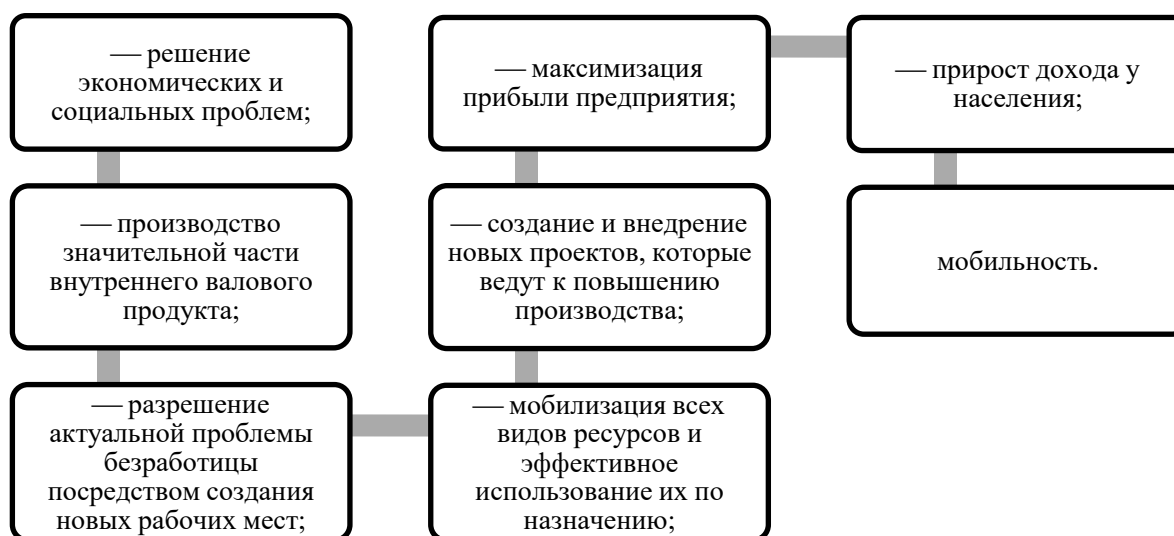 — решение
экономических и
социальных проблем;
— производство
значительной части
внутреннего валового
продукта;
— разрешение
актуальной проблемы
безработицы
посредством создания
новых рабочих мест;
— мобилизация всех
видов ресурсов и
эффективное
использование их по
назначению;
— создание и внедрение
новых проектов, которые
ведут к повышению
производства;
— максимизация
прибыли предприятия;
— прирост дохода у
населения;
мобильность.